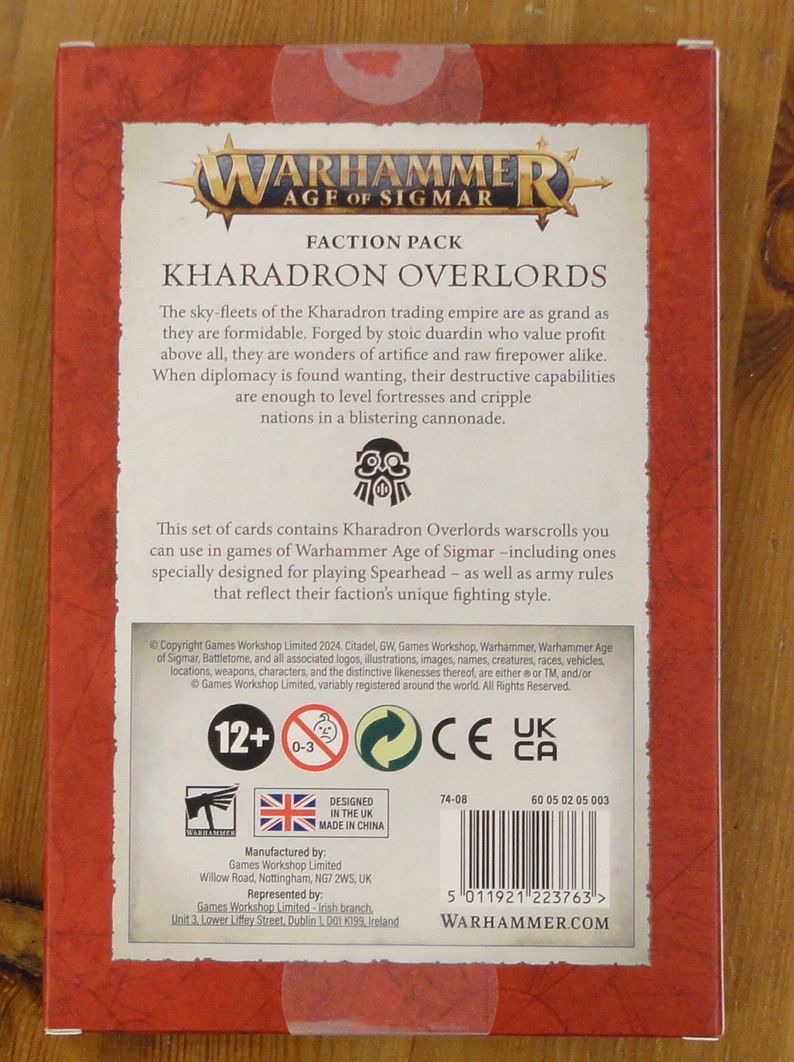 WARHAMMER
AGE OF SIGMAR
FACTION PACK
KHARADRON OVERLORDS
The sky-fleets of the Kharadron trading empire are as grand as
they are formidable. Forged by stoic duardin who value profit
above all, they are wonders of artifice and raw firepower alike.
When diplomacy is found wanting, their destructive capabilities
are enough to level fortresses and cripple
nations in a blistering cannonade.
This set of cards contains Kharadron Overlords warscrolls you
can use in games of Warhammer Age of Sigmar –including ones
specially designed for playing Spearhead – as well as army rules
that reflect their faction's unique fighting style.
© Copyright Games Workshop Limited 2024. Citadel, GW, Games Workshop, Warhammer, Warhammer Age
of Sigmar, Battletome, and all associated logos, illustrations, images, names, creatures, races, vehicles,
locations, weapons, characters, and the distinctive likenesses thereof, are either ® or TM, and/or
© Games Workshop Limited, variably registered around the world. All Rights Reserved.
12+
0-3
CE
UK
CA
WARHAMMER
DESIGNED
IN THE UK
MADE IN CHINA
74-08 60 05 02 05 003
Manufactured by:
Games Workshop Limited
Willow Road, Nottingham, NG7 2WS, UK
Represented by:
Games Workshop Limited - Irish branch,
Unit 3, Lower Liffey Street, Dublin 1, D01 K199, Ireland
5 011921 223763 >
WARHAMMER.COM